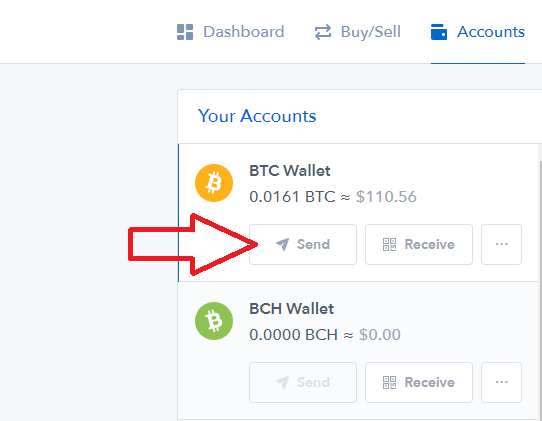 Dashboard Buy/Sell Accounts
Your Accounts
BTC Wallet
0.0161 BTC ≈ $110.56
Send Receive ...
BCH Wallet
0.0000 BCH ≈ $0.00
Send Receive ...